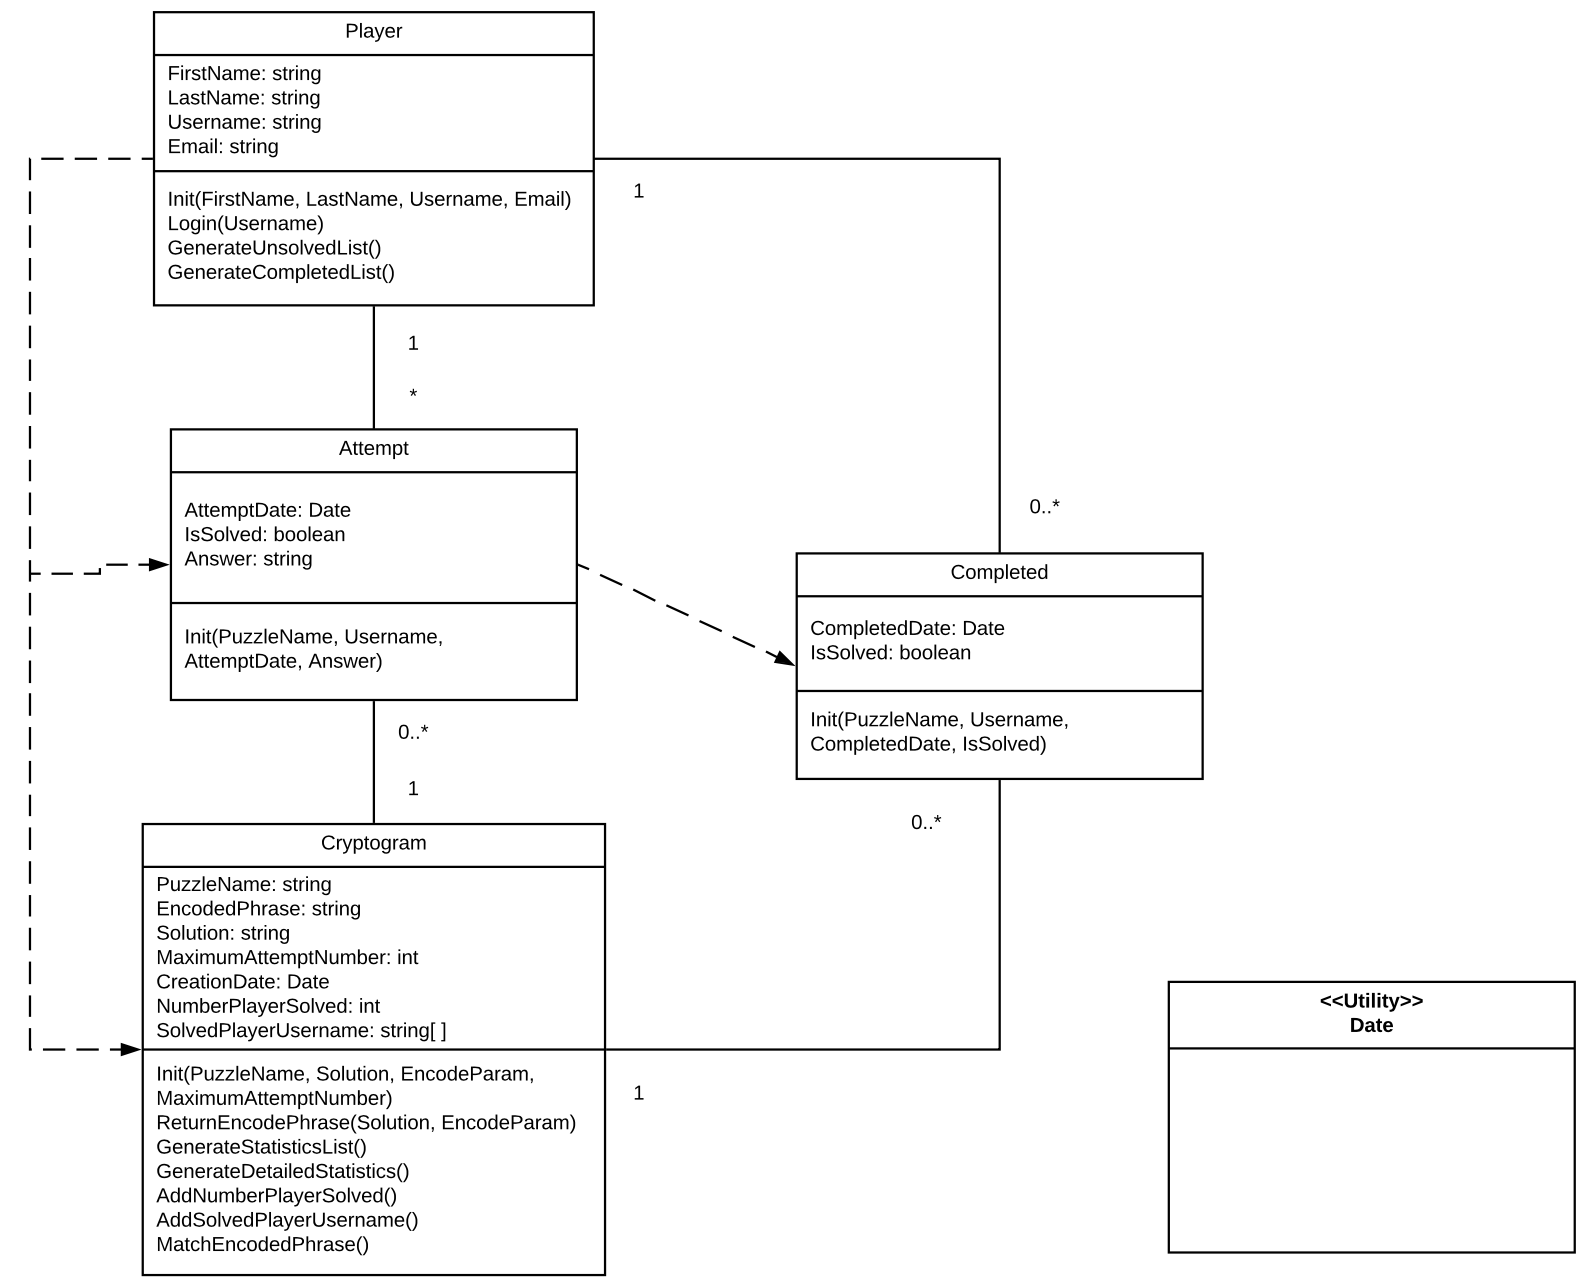 Player
FirstName: string
LastName: string
Username: string
Email: string
Init(FirstName, LastName, Username, Email)
Login(Username)
GenerateUnsolvedList()
GenerateCompletedList()
1
1
*
Attempt
AttemptDate: Date
IsSolved: boolean
Answer: string
Init(PuzzleName, Username,
AttemptDate, Answer)
0..*
Completed
CompletedDate: Date
IsSolved: boolean
Init(PuzzleName, Username,
CompletedDate, IsSolved)
0..*
1
0..*
Cryptogram
PuzzleName: string
EncodedPhrase: string
Solution: string
MaximumAttemptNumber: int
CreationDate: Date
NumberPlayerSolved: int
SolvedPlayerUsername: string[ ]
Init(PuzzleName, Solution, EncodeParam,
MaximumAttemptNumber)
ReturnEncodePhrase(Solution, EncodeParam)
GenerateStatisticsList()
GenerateDetailedStatistics()
AddNumberPlayerSolved()
AddSolvedPlayerUsername()
MatchEncodedPhrase()
1
<<Utility>>
Date